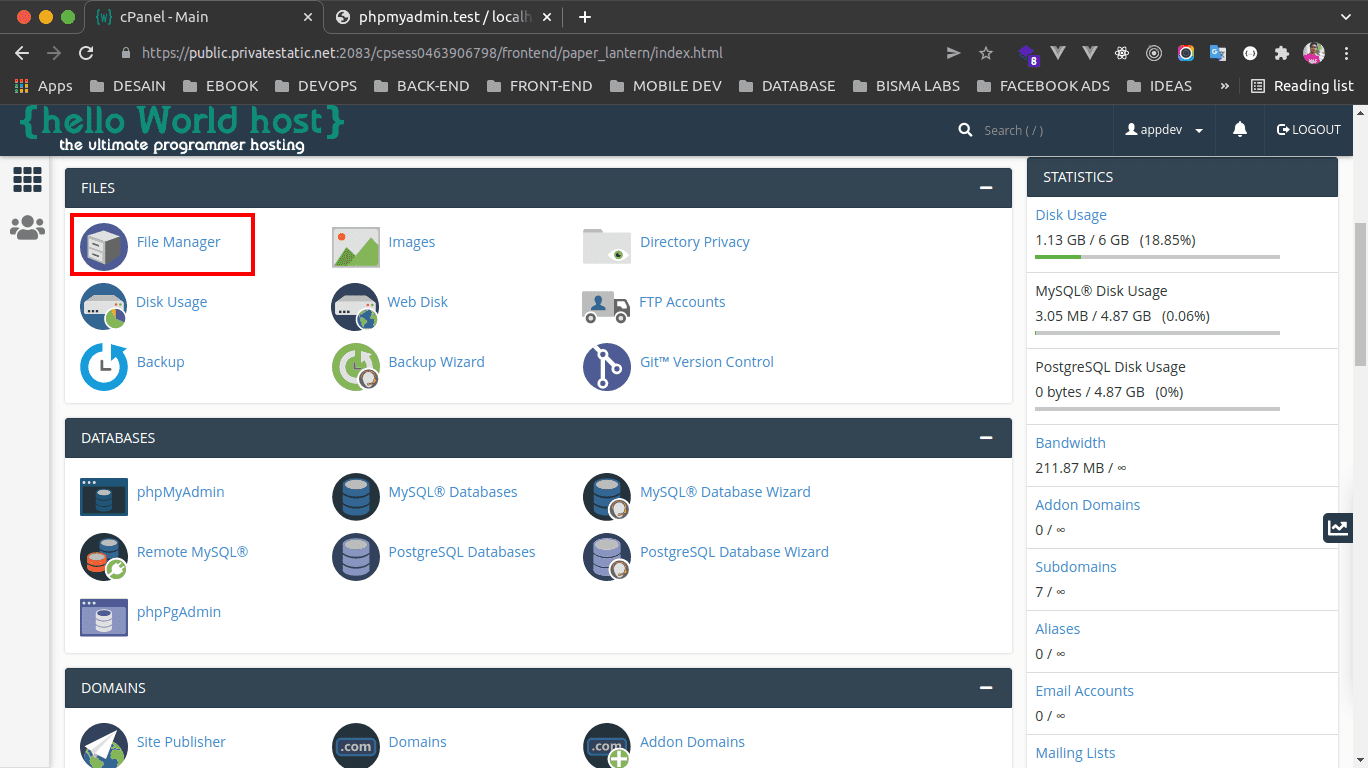 cPanel - Main
phpmyadmin.test / localh
https://public.privatestatic.net:2083/cpsess0463906798/frontend/paper_lantern/index.html
8
Apps
DESAIN
EBOOK
DEVOPS
BACK-END
FRONT-END
MOBILE DEV
DATABASE
BISMA LABS
FACEBOOK ADS
IDEAS
»
Reading list
{hello World host}
the ultimate programmer hosting
Search ( / )
appdev
LOGOUT
FILES
File Manager
Images
Directory Privacy
Disk Usage
Web Disk
FTP Accounts
Backup
Backup Wizard
Git™ Version Control
DATABASES
phpMyAdmin
MySQL® Databases
MySQL® Database Wizard
Remote MySQL®
PostgreSQL Databases
PostgreSQL Database Wizard
phpPgAdmin
DOMAINS
Site Publisher
.com
Domains
.com
Addon Domains
STATISTICS
Disk Usage
1.13 GB / 6 GB (18.85%)
MySQL® Disk Usage
3.05 MB / 4.87 GB (0.06%)
PostgreSQL Disk Usage
0 bytes / 4.87 GB (0%)
Bandwidth
211.87 MB / ∞
Addon Domains
0 / ∞
Subdomains
7 / ∞
Aliases
0 / ∞
Email Accounts
0 / ∞
Mailing Lists